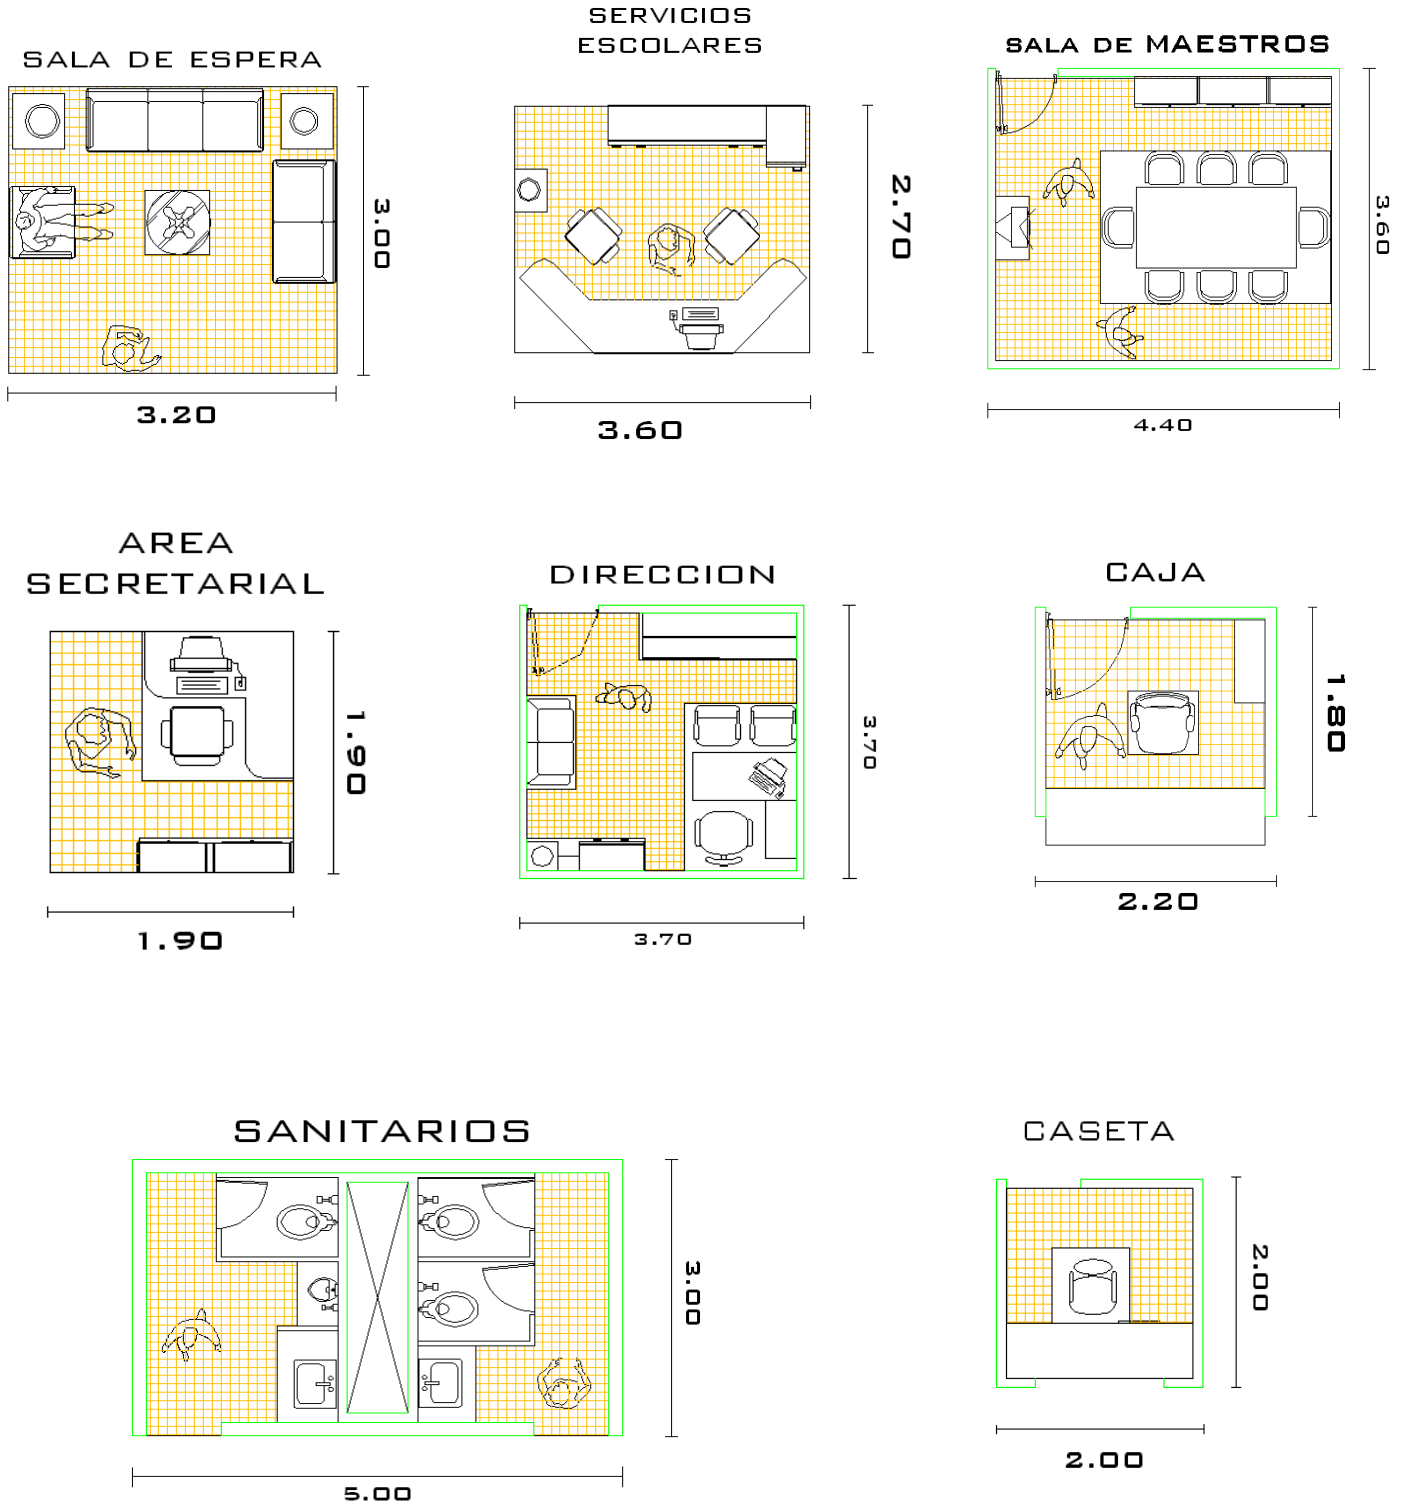 SALA DE ESPERA
3.00
3.20
SERVICIOS
ESCOLARES
2.70
3.60
SALA DE MAESTROS
3.60
4.40
AREA
SECRETARIAL
1.90
1.90
DIRECCION
3.70
3.70
CAJA
1.80
2.20
SANITARIOS
3.00
5.00
CASETA
2.00
2.00